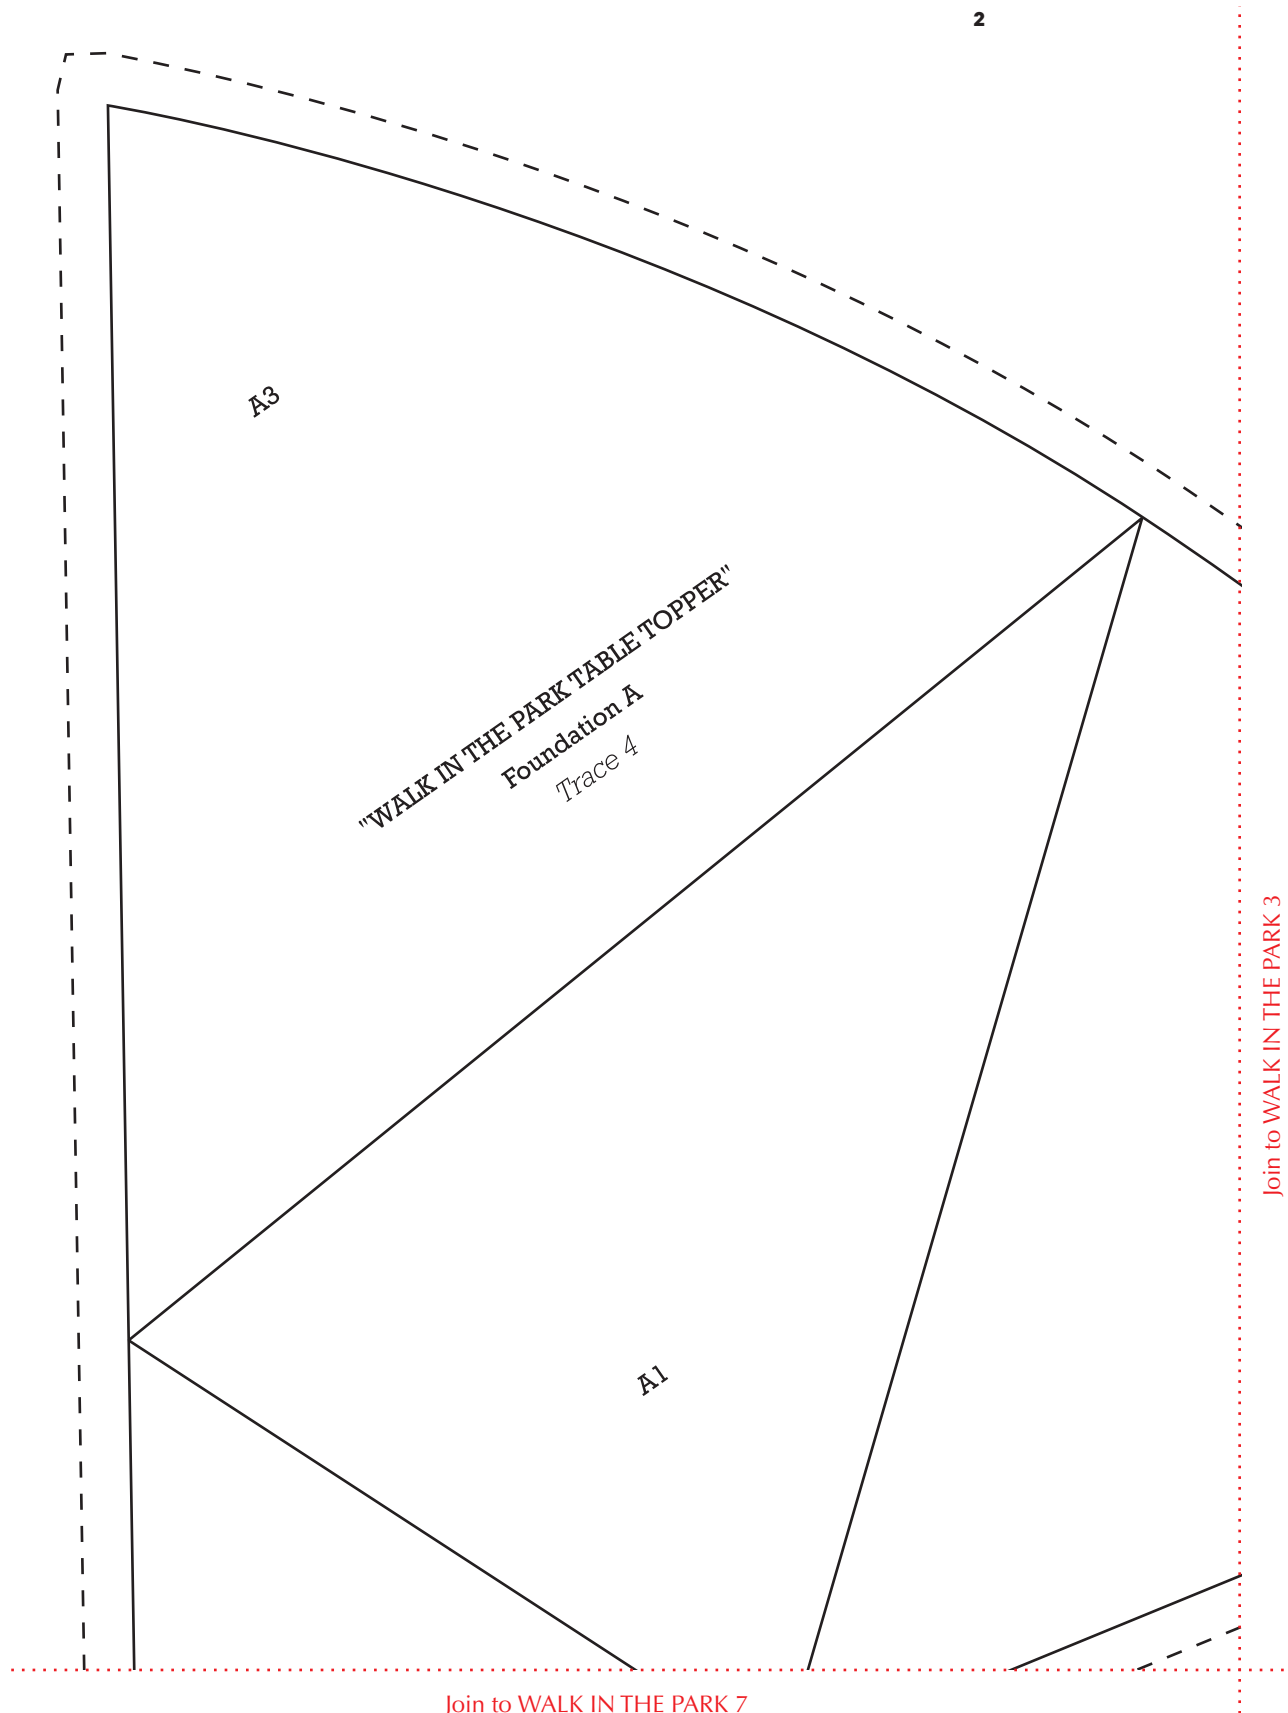 2
A3
"WALK IN THE PARK TABLE TOPPER"
Foundation A
Trace 4
A1
Join to WALK IN THE PARK 3
Join to WALK IN THE PARK 7